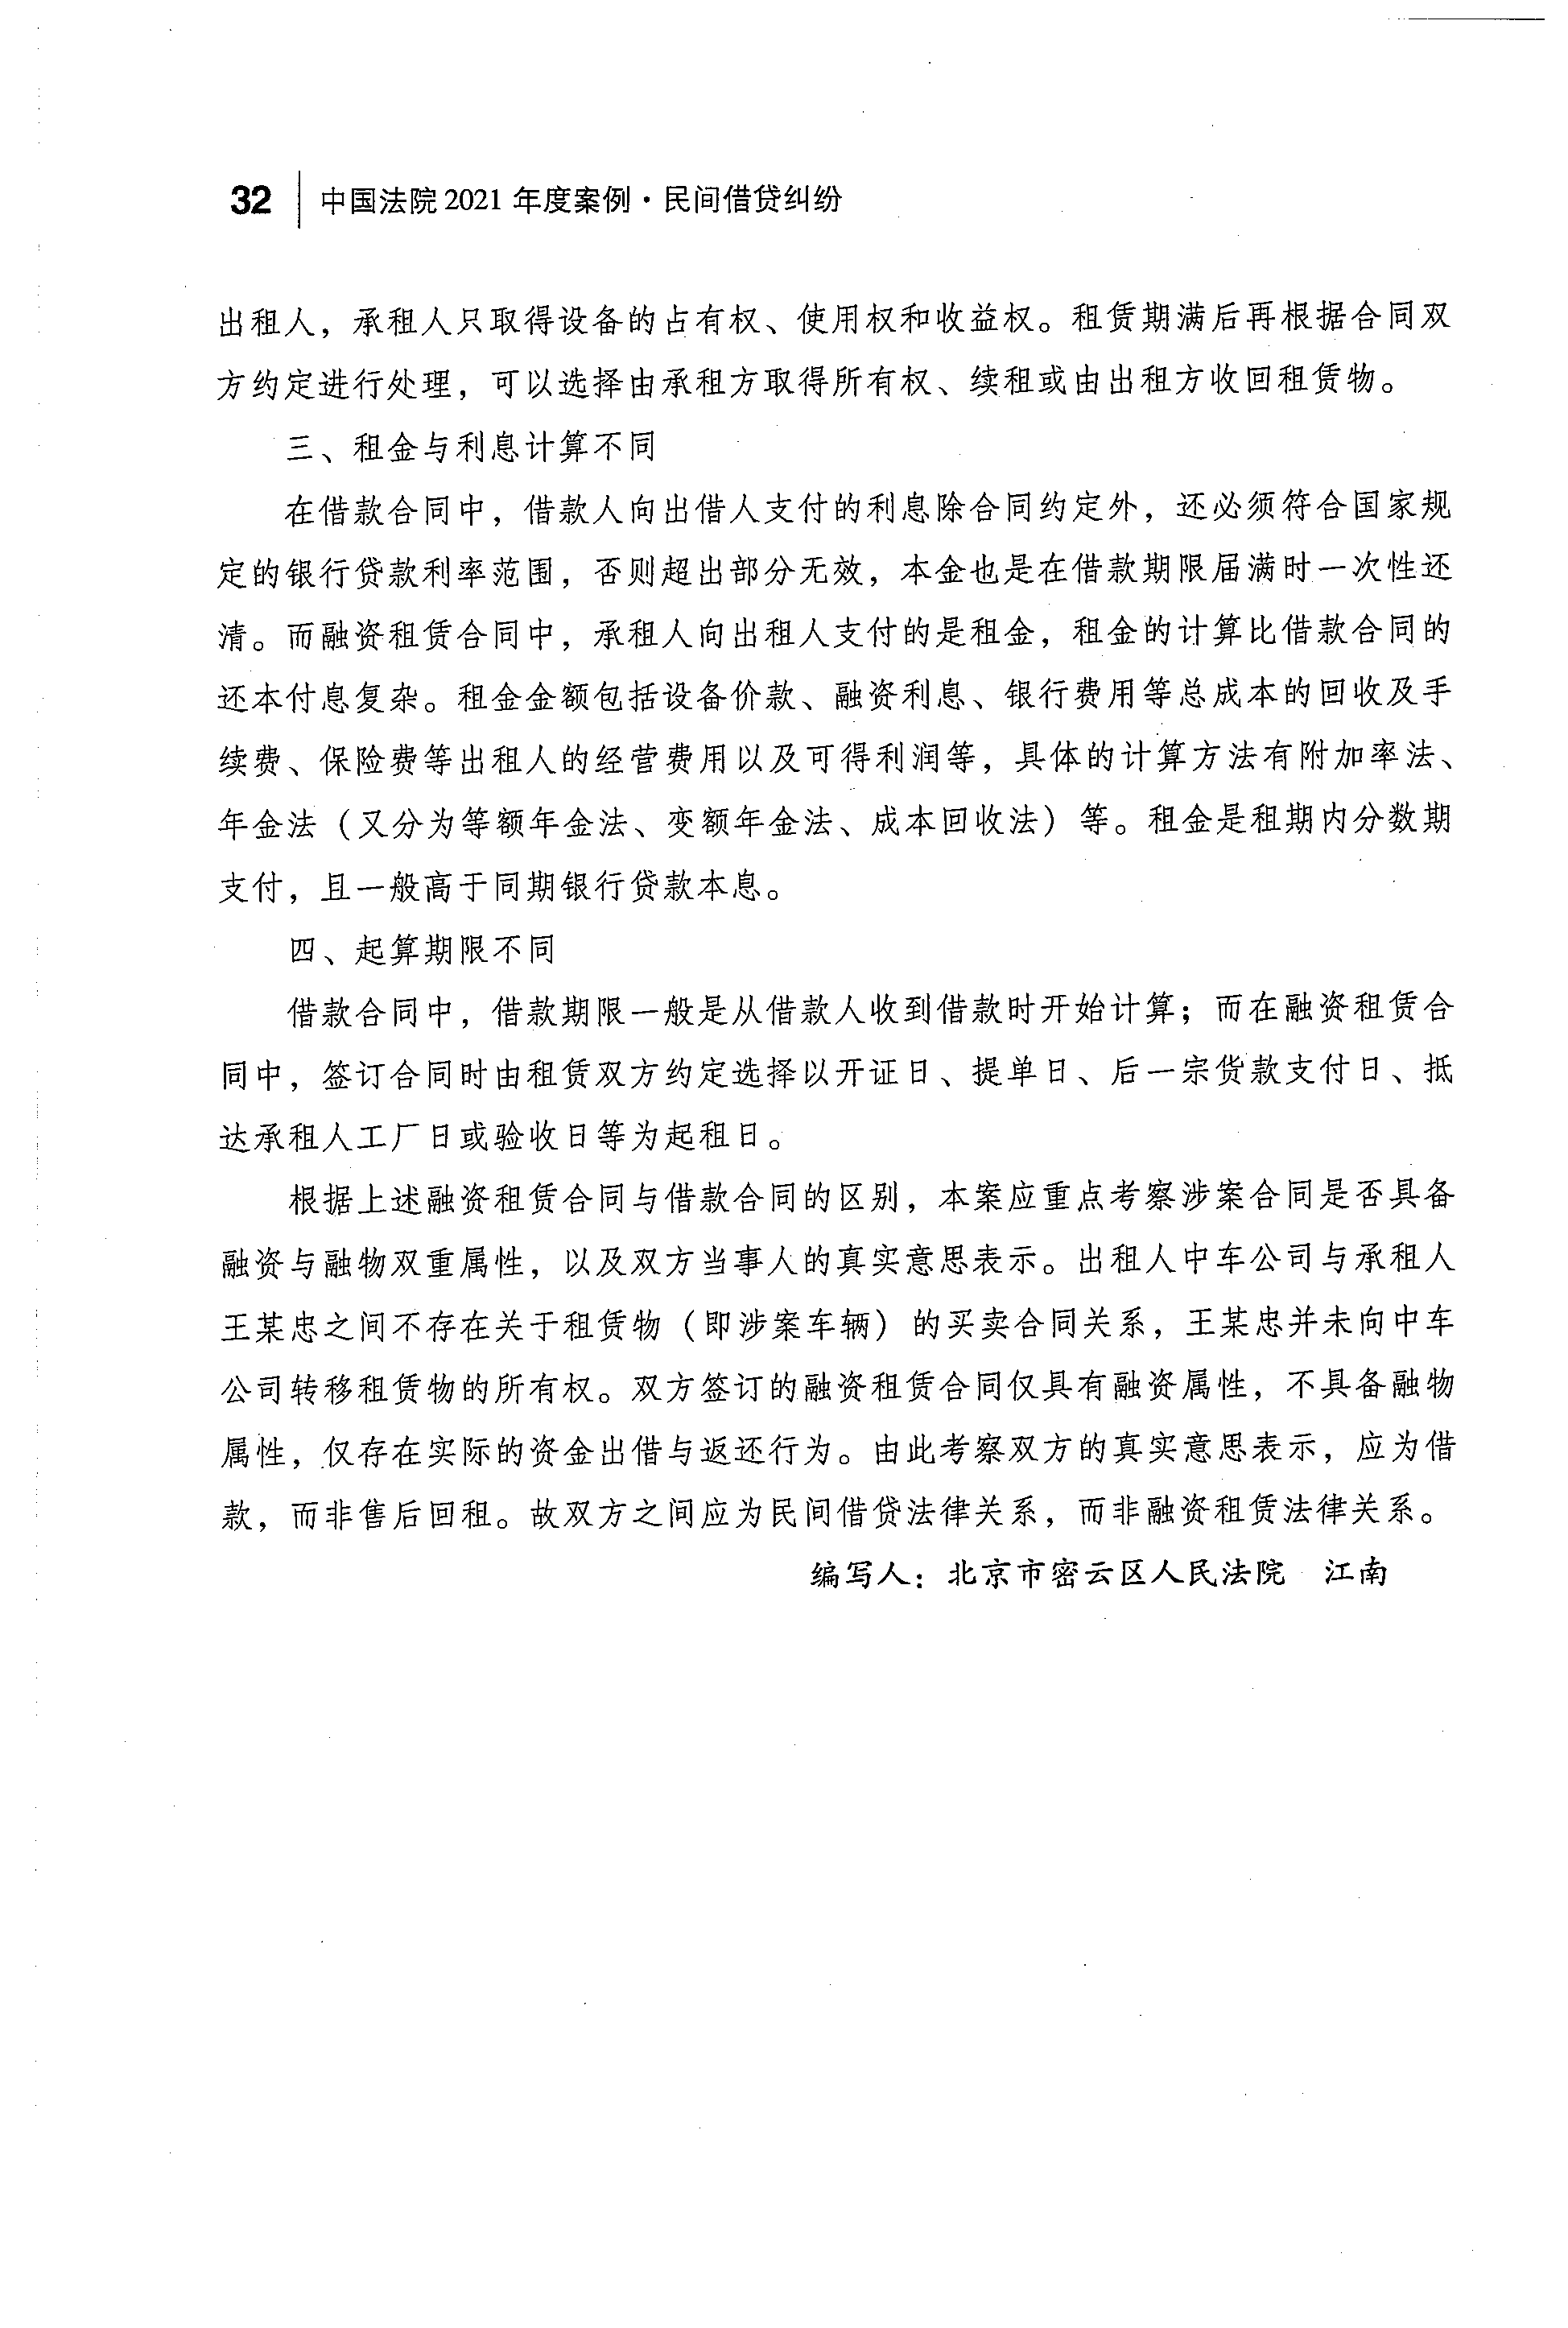 32 中国法院 2021 年度案例·民间借贷纠纷
出租人，承租人只取得设备的占有权、使用权和收益权。租赁期满后再根据合同双
方约定进行处理，可以选择由承租方取得所有权、续租或由出租方收回租赁物。
三、租金与利息计算不同
在借款合同中，借款人向出借人支付的利息除合同约定外，还必须符合国家规
定的银行贷款利率范围，否则超出部分无效，本金也是在借款期限届满时一次性还
清。而融资租赁合同中，承租人向出租人支付的是租金，租金的计算比借款合同的
还本付息复杂。租金金额包括设备价款、融资利息、银行费用等总成本的回收及手
续费、保险费等出租人的经营费用以及可得利润等，具体的计算方法有附加率法、
年金法（又分为等额年金法、变额年金法、成本回收法）等。租金是租期内分数期
支付，且一般高于同期银行贷款本息。
四、起算期限不同
借款合同中，借款期限一般是从借款人收到借款时开始计算；而在融资租赁合
同中，签订合同时由租赁双方约定选择以开证日、提单日、后一宗货款支付日、抵
达承租人工厂日或验收日等为起租日。
根据上述融资租赁合同与借款合同的区别，本案应重点考察涉案合同是否具备
融资与融物双重属性，以及双方当事人的真实意思表示。出租人中车公司与承租人
王某忠之间不存在关于租赁物（即涉案车辆）的买卖合同关系，王某忠并未向中车
公司转移租赁物的所有权。双方签订的融资租赁合同仅具有融资属性，不具备融物
属性，仅存在实际的资金出借与返还行为。由此考察双方的真实意思表示，应为借
款，而非售后回租。故双方之间应为民间借贷法律关系，而非融资租赁法律关系。
编写人：北京市密云区人民法院 江南